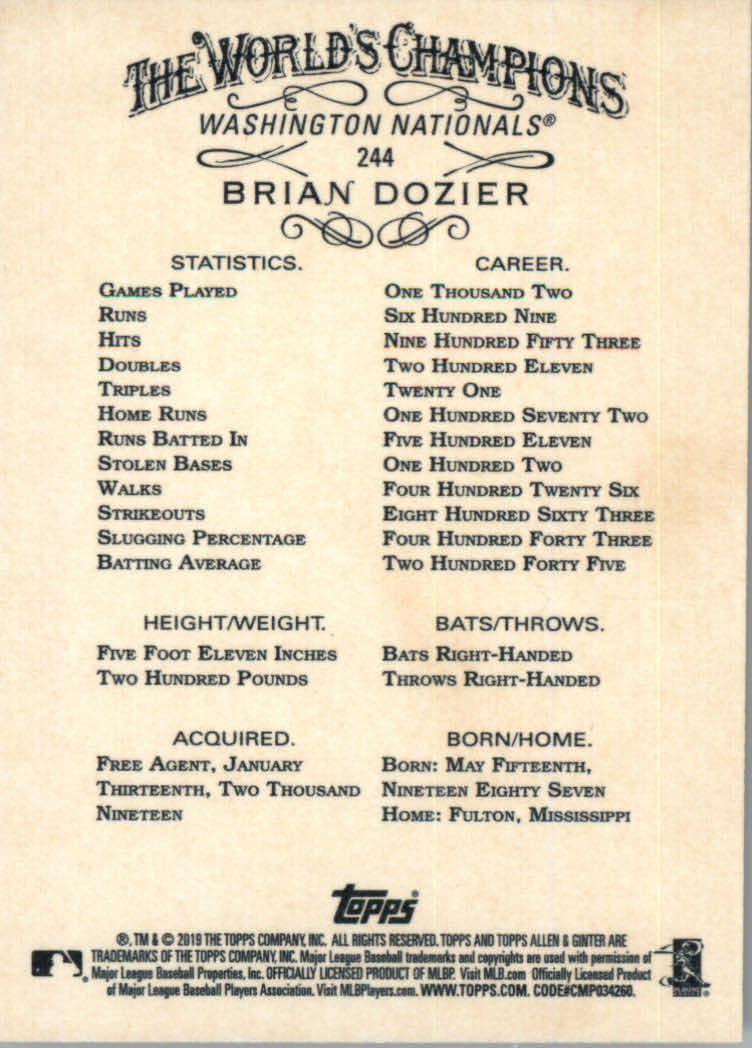 THE WORLD'S CHAMPIONS
WASHINGTON NATIONALS®
244
BRIAN DOZIER
STATISTICS. CAREER.
GAMES PLAYED ONE THOUSAND TWO
RUNS SIX HUNDRED NINE
HITS NINE HUNDRED FIFTY THREE
DOUBLES TWO HUNDRED ELEVEN
TRIPLES TWENTY ONE
HOME RUNS ONE HUNDRED SEVENTY TWO
RUNS BATTED IN FIVE HUNDRED ELEVEN
STOLEN BASES ONE HUNDRED TWO
WALKS FOUR HUNDRED TWENTY SIX
STRIKEOUTS EIGHT HUNDRED SIXTY THREE
SLUGGING PERCENTAGE FOUR HUNDRED FORTY THREE
BATTING AVERAGE TWO HUNDRED FORTY FIVE
HEIGHT/WEIGHT.
FIVE FOOT ELEVEN INCHES
TWO HUNDRED POUNDS
BATS/THROWS.
BATS RIGHT-HANDED
THROWS RIGHT-HANDED
ACQUIRED.
FREE AGENT, JANUARY
THIRTEENTH, TWO THOUSAND
NINETEEN
BORN/HOME.
BORN: MAY FIFTEENTH,
NINETEEN EIGHTY SEVEN
HOME: FULTON, MISSISSIPPI
Topps®
®, TM & © 2019 THE TOPPS COMPANY, INC. ALL RIGHTS RESERVED. TOPPS AND TOPPS ALLEN & GINTER ARE
TRADEMARKS OF THE TOPPS COMPANY, INC. Major League Baseball trademarks and copyrights are used with permission of
Major League Baseball Properties, Inc. OFFICIALLY LICENSED PRODUCT OF MLBP. Visit MLB.com Officially Licensed Product
of Major League Baseball Players Association. Visit MLBPlayers.com. WWW.TOPPS.COM. CODE#CMP034260.